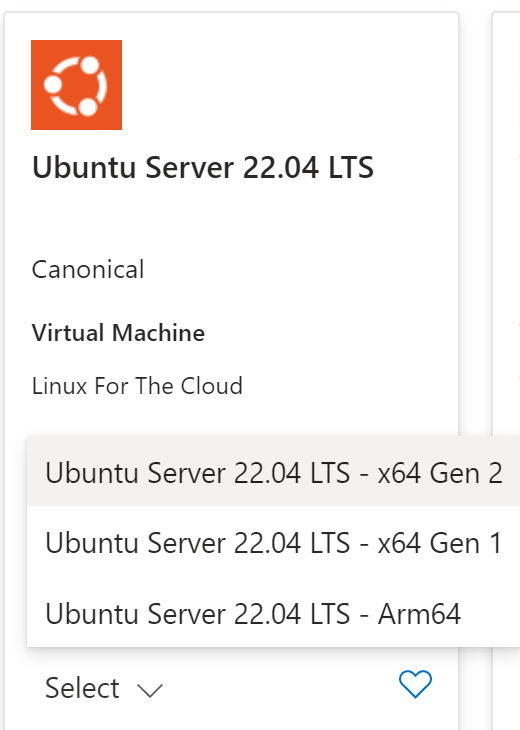 Ubuntu Server 22.04 LTS
Canonical
Virtual Machine
Linux For The Cloud
Ubuntu Server 22.04 LTS - x64 Gen 2
Ubuntu Server 22.04 LTS - x64 Gen 1
Ubuntu Server 22.04 LTS - Arm64
Select